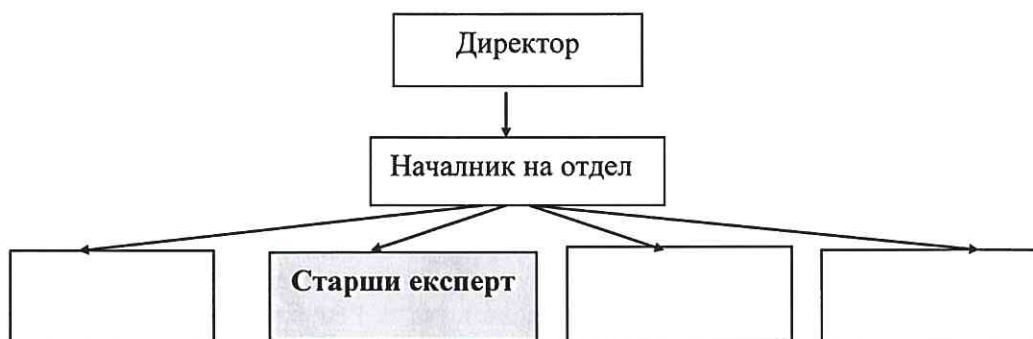 Директор
Началник на отдел
Старши експерт